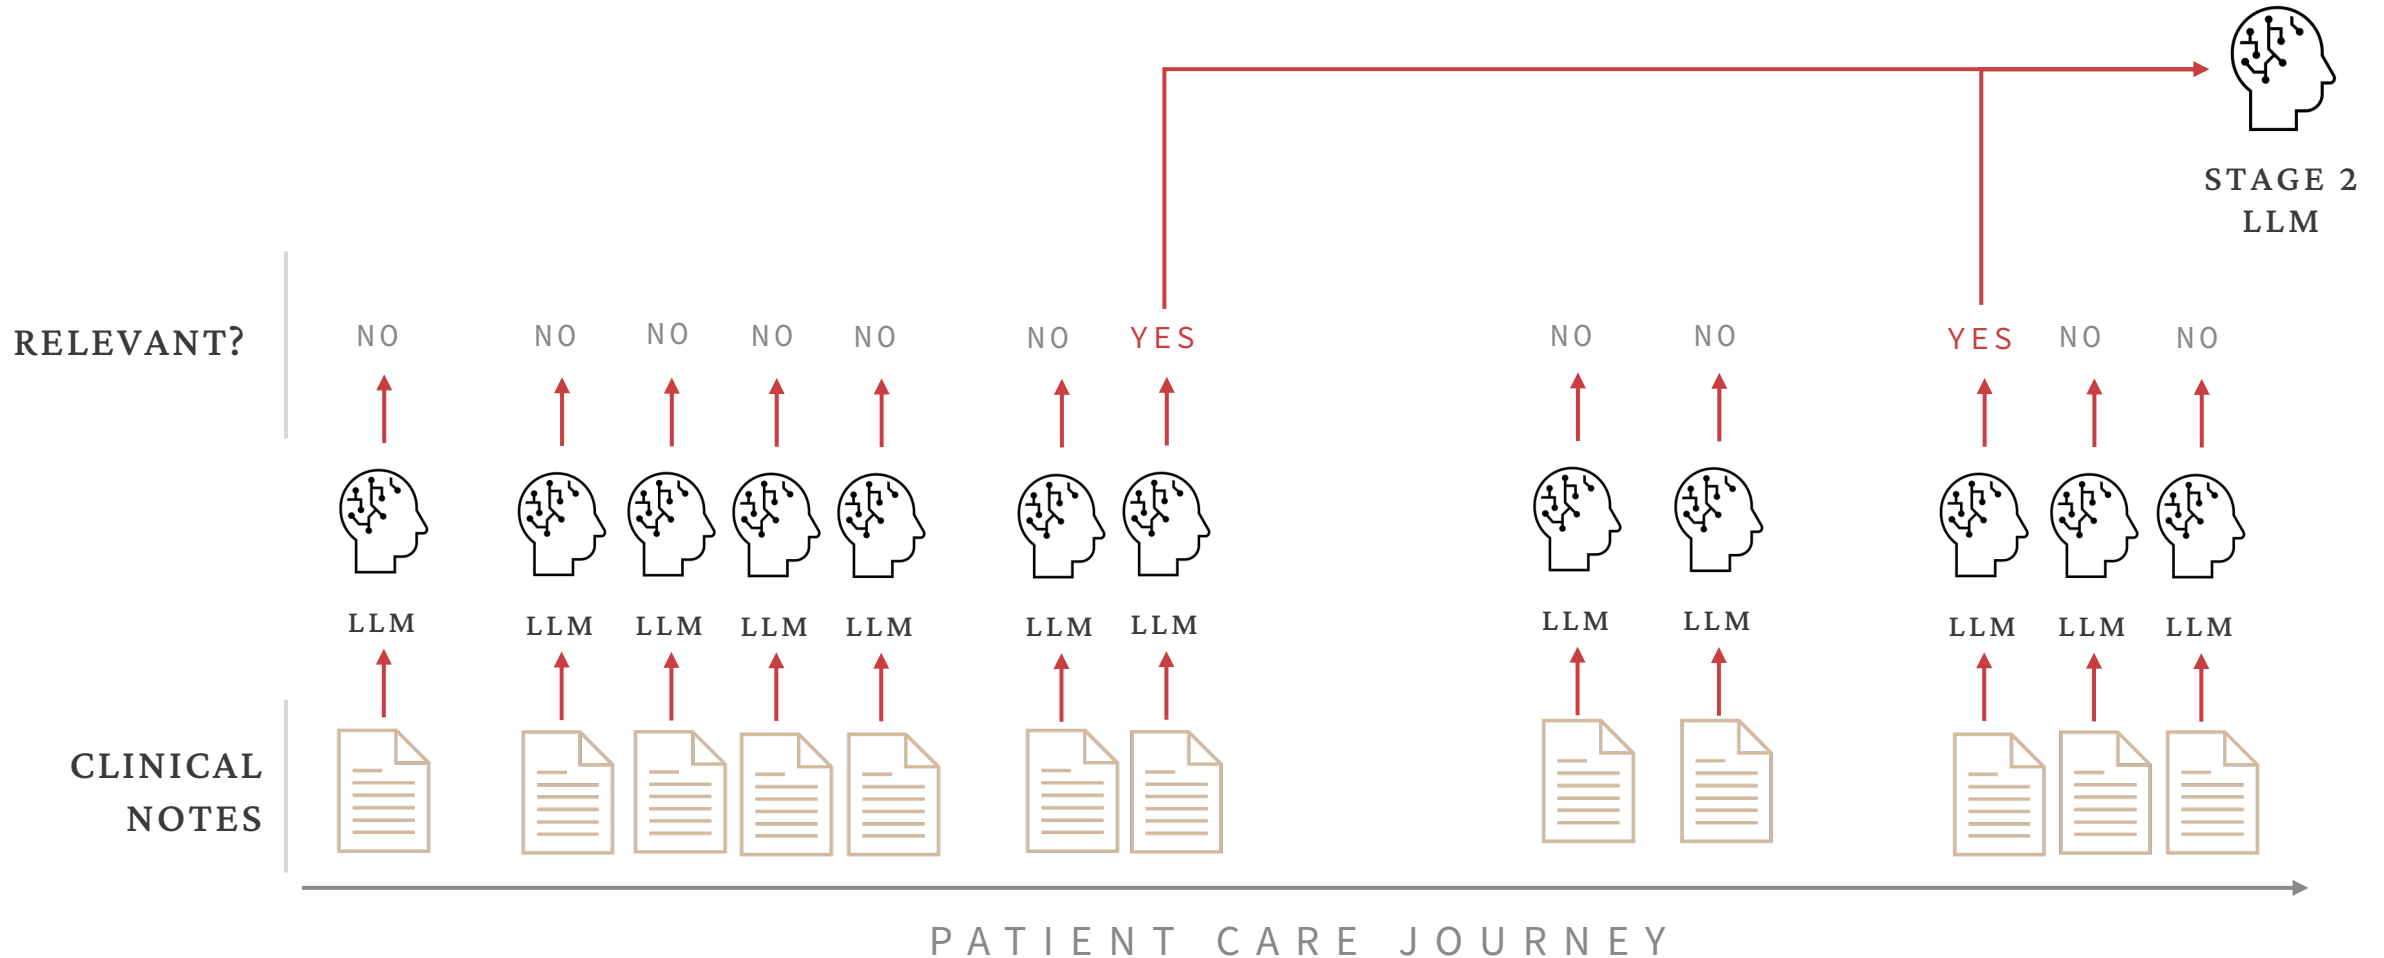 STAGE 2
LLM
RELEVANT?
NO NO NO NO NO NO YES NO NO YES NO NO
LLM LLM LLM LLM LLM LLM LLM LLM LLM LLM LLM LLM
CLINICAL
NOTES
PATIENT CARE JOURNEY